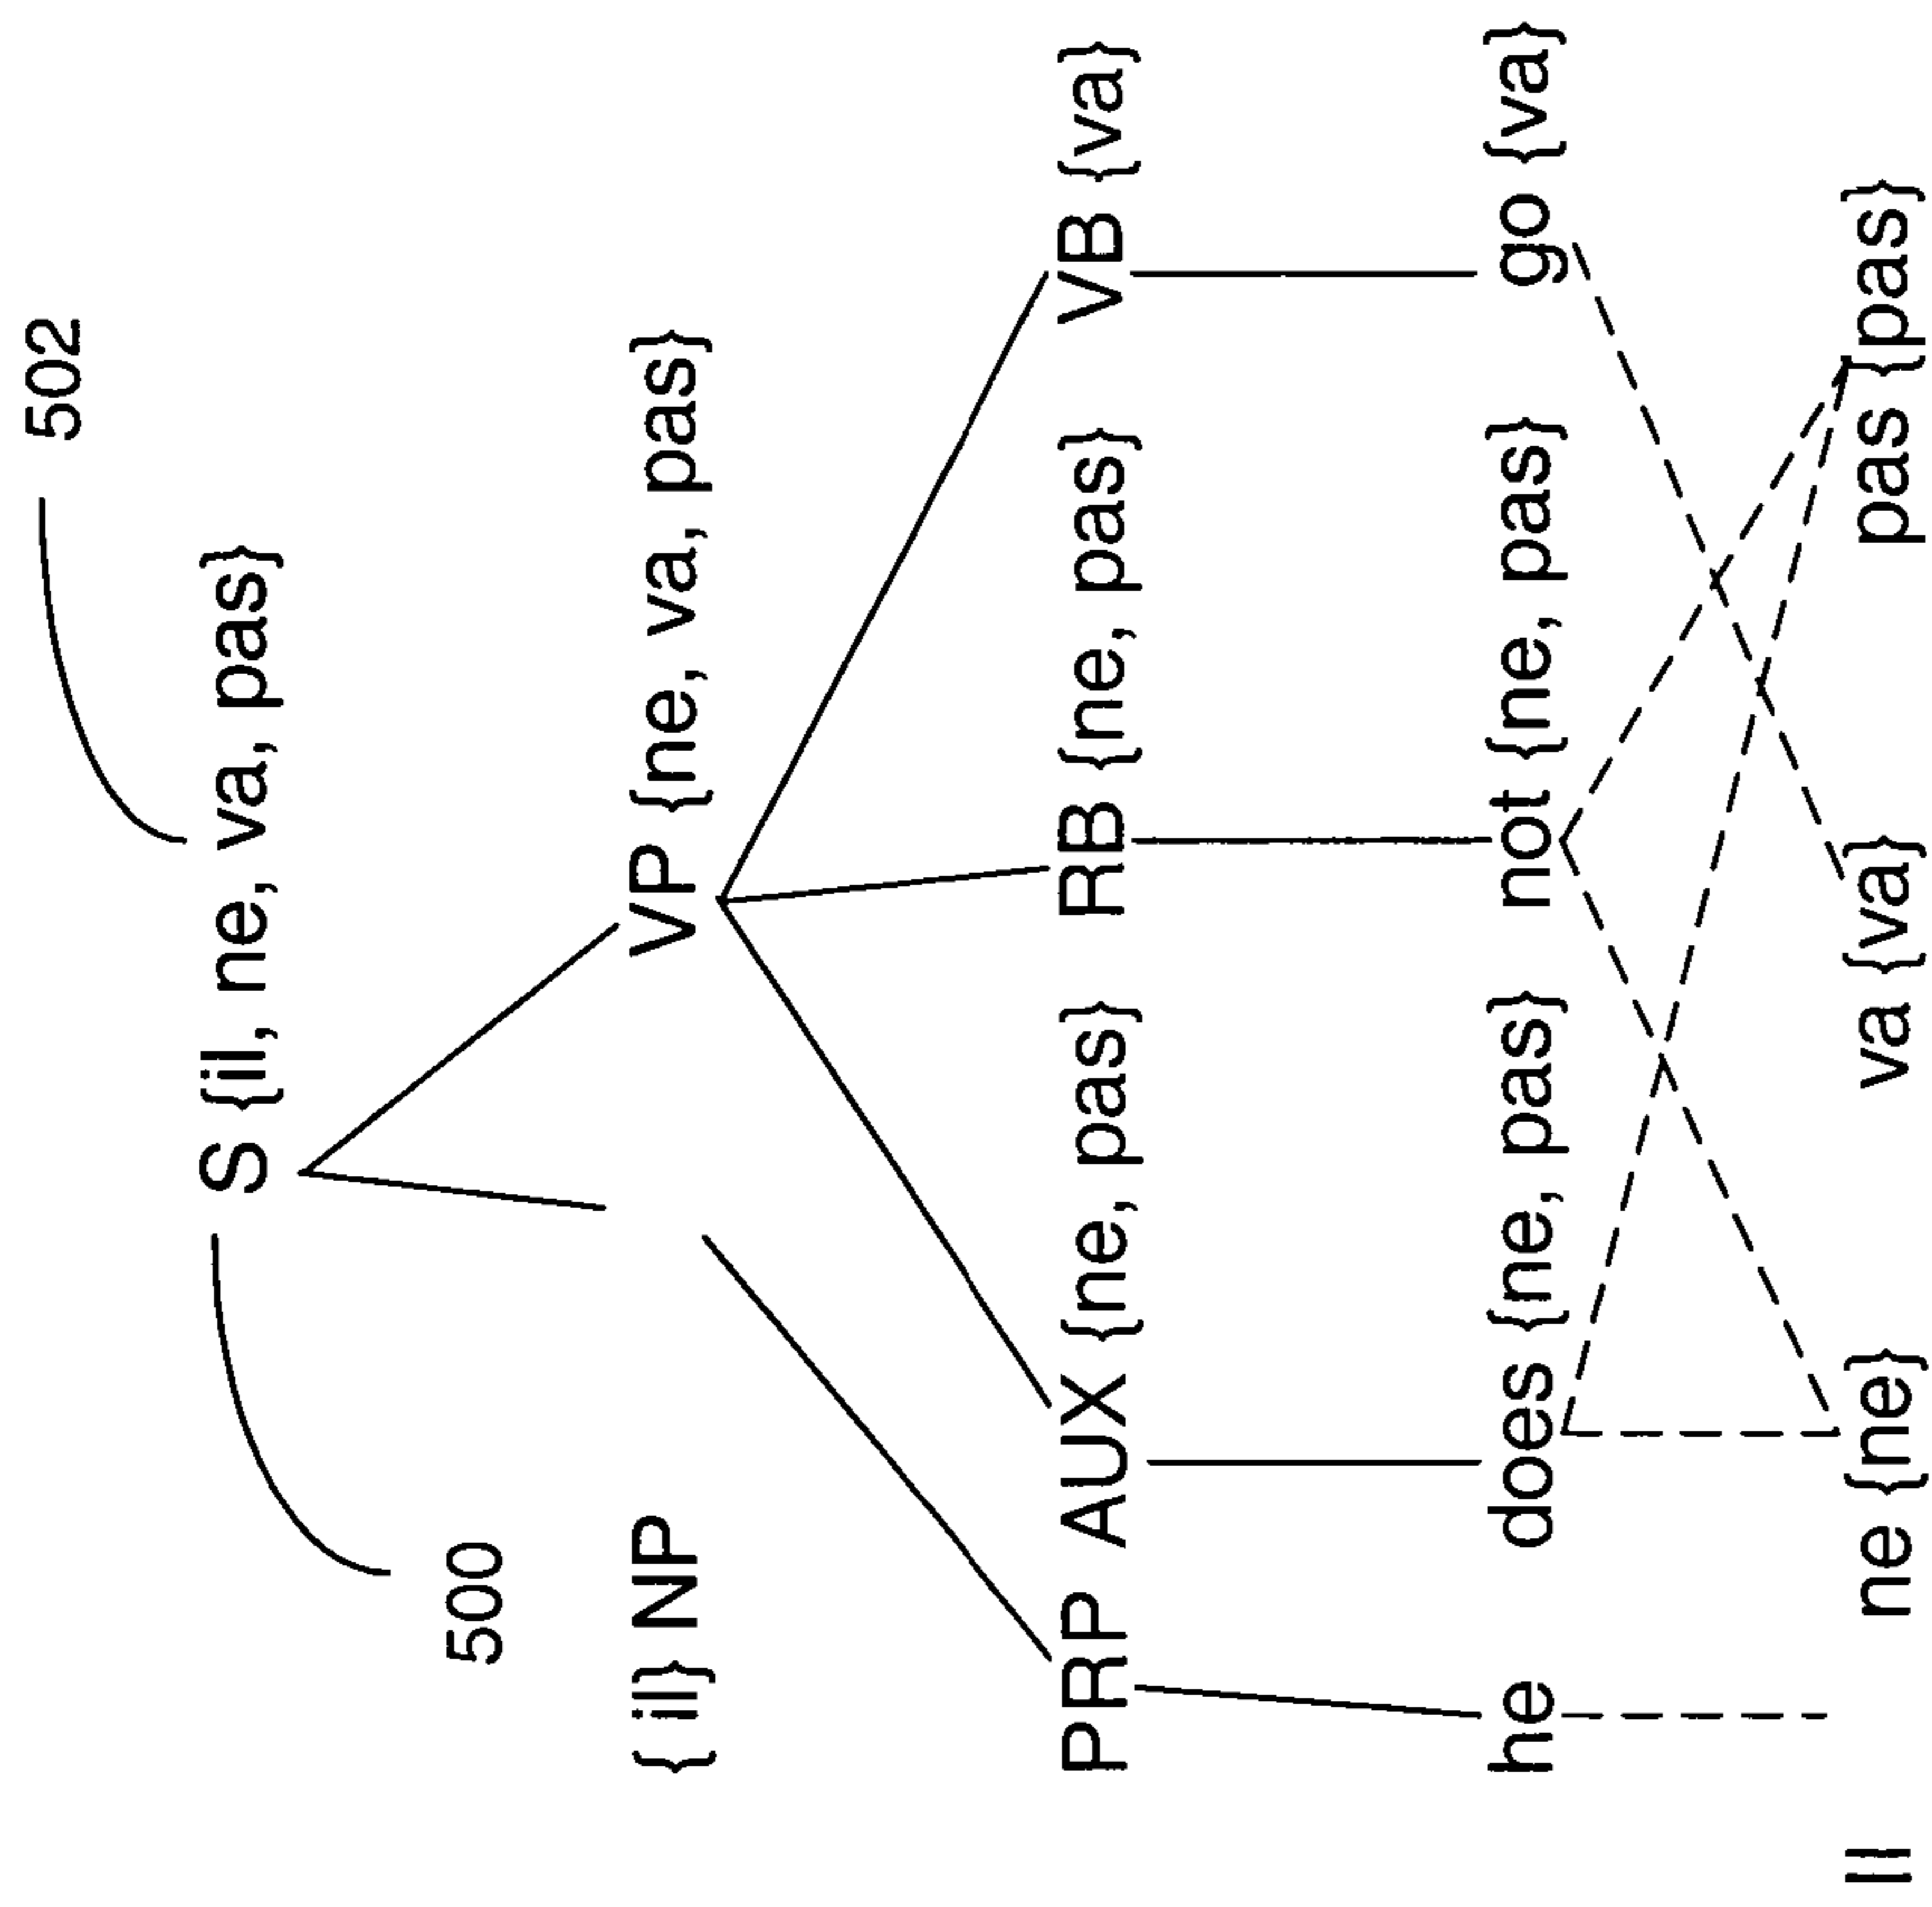 502
S {il, ne, va, pas}
500
{il} NP VP {ne, va, pas}
PRP AUX {ne, pas} RB {ne, pas} VB {va}
he does {ne, pas} not {ne, pas} go {va}
Il ne {ne} va {va} pas {pas}